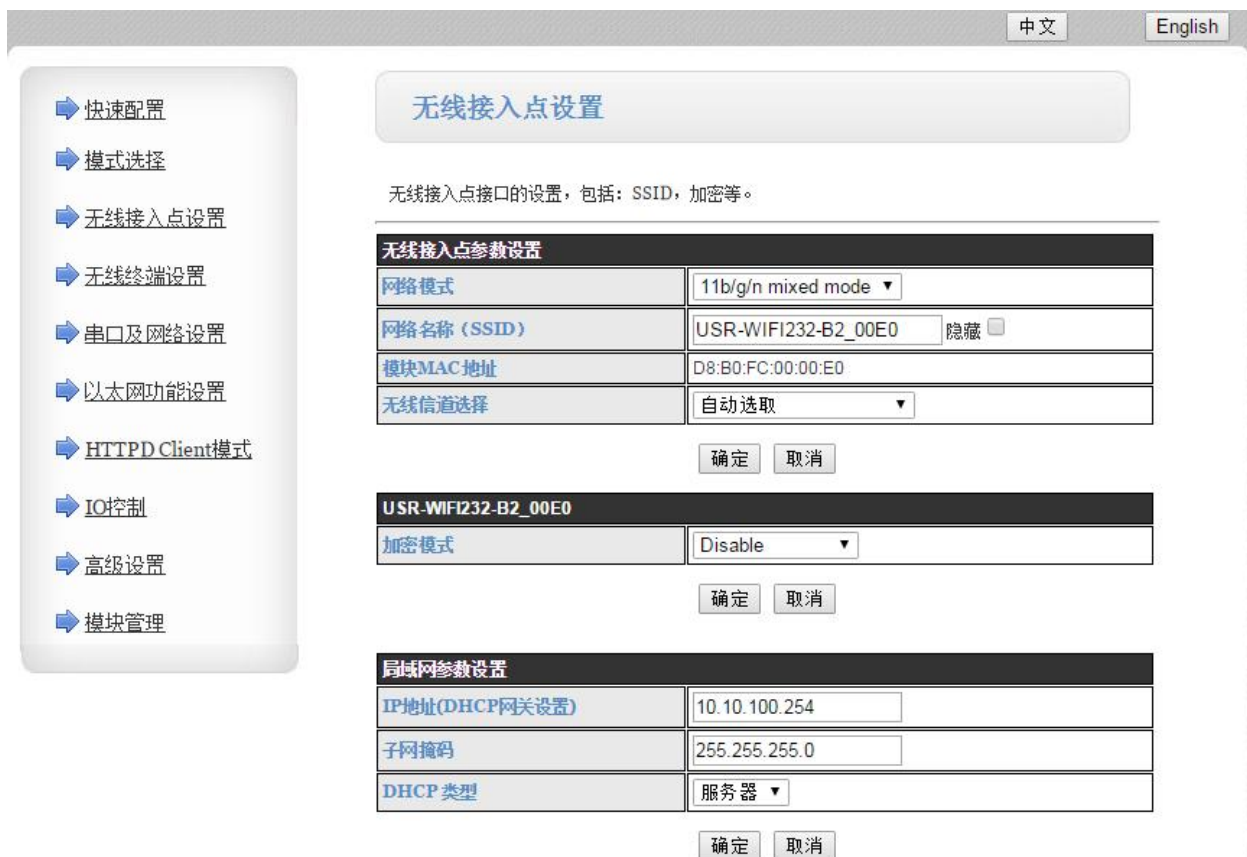 中文 English
快速配置
模式选择
无线接入点设置
无线终端设置
串口及网络设置
以太网功能设置
HTTPD Client模式
IO控制
高级设置
模块管理
无线接入点设置
无线接入点接口的设置，包括：SSID，加密等。
无线接入点参数设置
网络模式 11b/g/n mixed mode
网络名称（SSID） USR-WIFI232-B2_00E0 隐藏
模块MAC地址 D8:B0:FC:00:00:E0
无线信道选择 自动选取
确定 取消
USR-WIFI232-B2_00E0
加密模式 Disable
确定 取消
局域网参数设置
IP地址(DHCP网关设置) 10.10.100.254
子网掩码 255.255.255.0
DHCP 类型 服务器
确定 取消